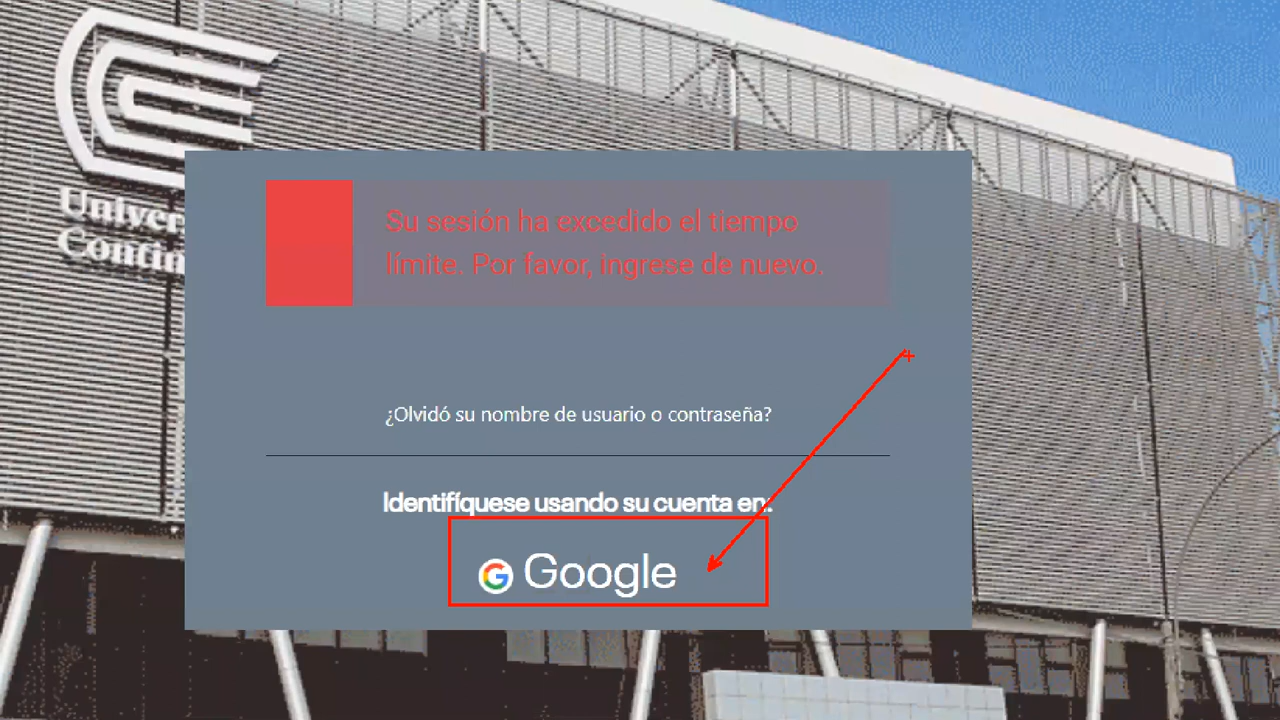 Su sesión ha excedido el tiempo
límite. Por favor, ingrese de nuevo.
¿Olvidó su nombre de usuario o contraseña?
Identifíquese usando su cuenta en:
Google